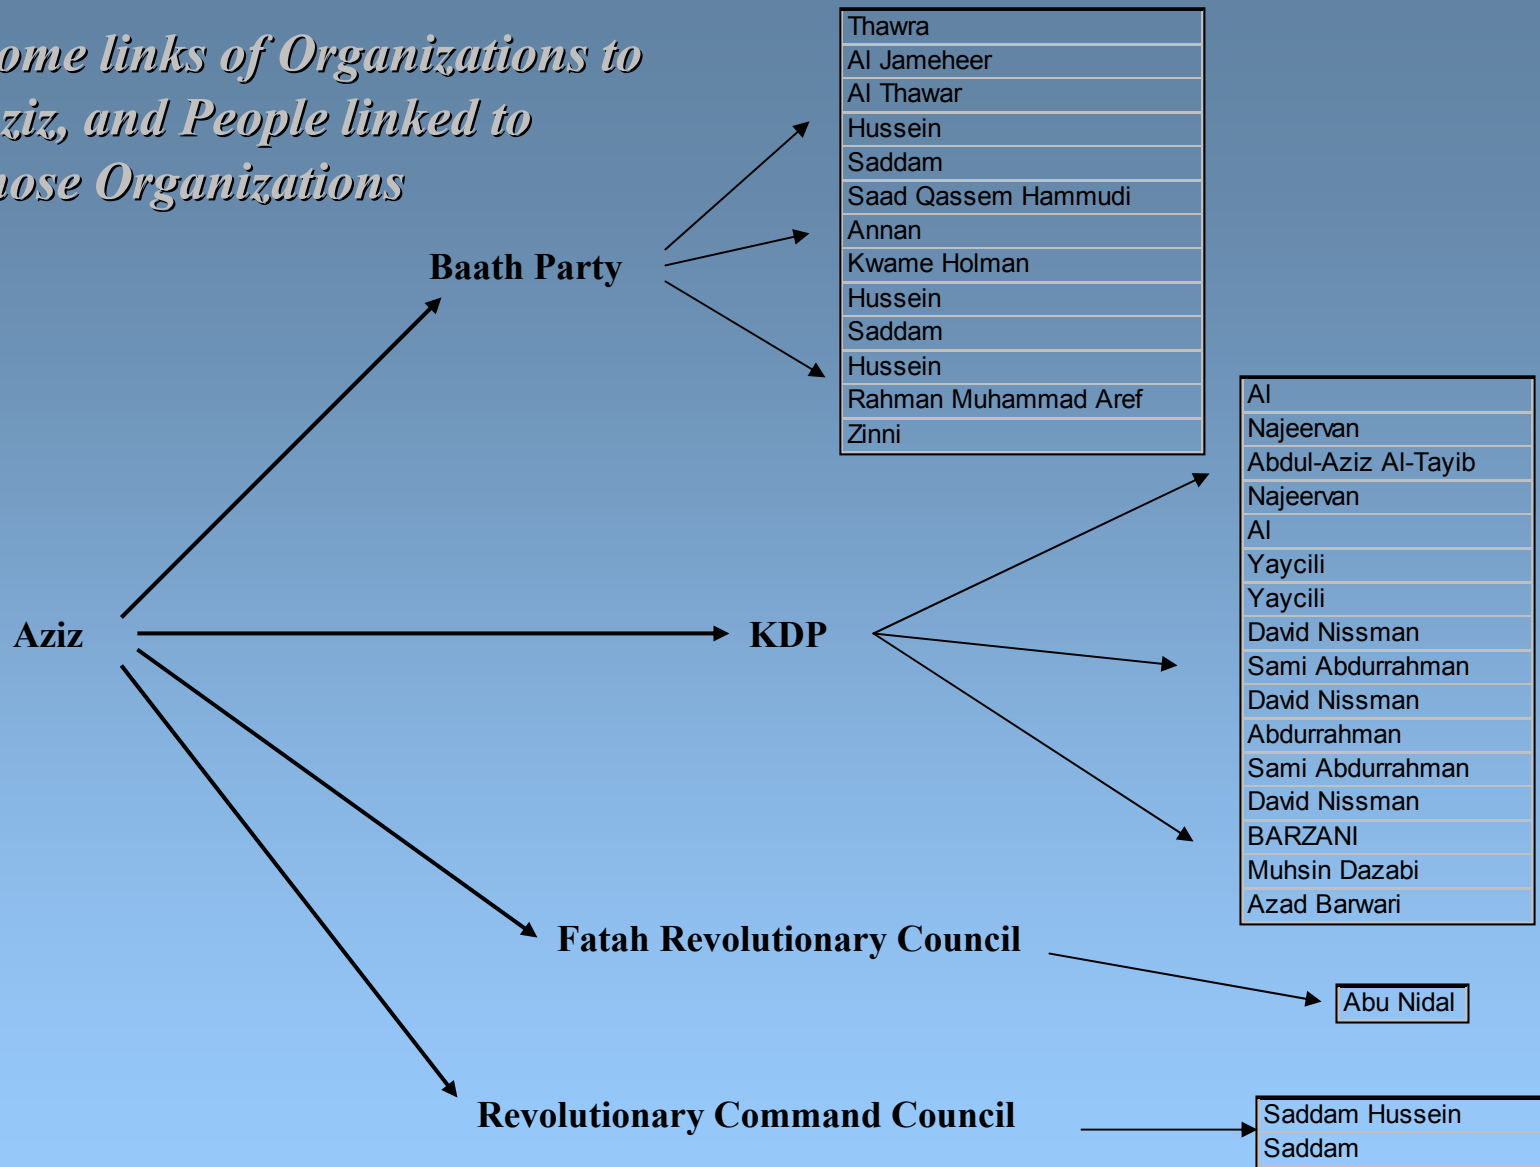 ome links of Organizations to
ziz, and People linked to
hose Organizations
Baath Party
Thawra
Al Jameheer
Al Thawar
Hussein
Saddam
Saad Qassem Hammudi
Annan
Kwame Holman
Hussein
Saddam
Hussein
Rahman Muhammad Aref
Zinni
Aziz
KDP
Al
Najeervan
Abdul-Aziz Al-Tayib
Najeervan
Al
Yaycili
Yaycili
David Nissman
Sami Abdurrahman
David Nissman
Abdurrahman
Sami Abdurrahman
David Nissman
BARZANI
Muhsin Dazabi
Azad Barwari
Fatah Revolutionary Council
Abu Nidal
Revolutionary Command Council
Saddam Hussein
Saddam